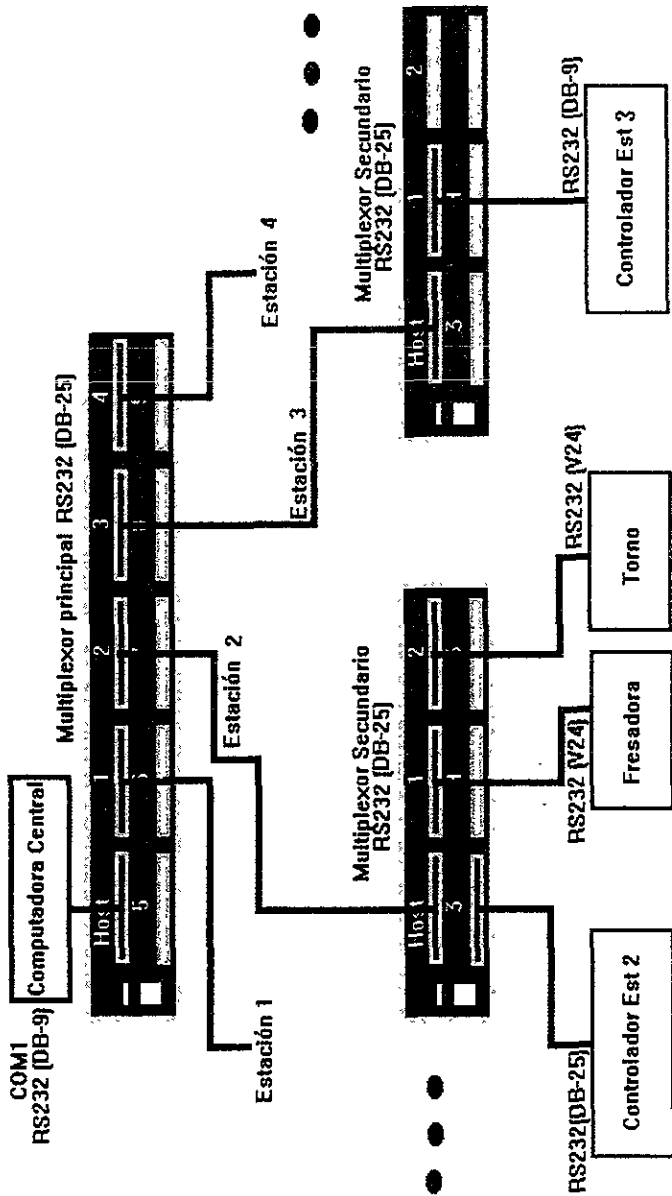 COM1
RS232 (DB-9)
Computadora Central
Multiplexor principal RS232 (DB-25)
Host 1 2 3 4
5
Estación 1
Estación 2
Estación 3
Estación 4
Multiplexor Secundario
RS232 (DB-25)
Host 1 2
3
Multiplexor Secundario
RS232 (DB-25)
Host 1 2
3
RS232(DB-25)
RS232 (V24)
RS232 (V24)
RS232 (DB-9)
Controlador Est 2
Fresadora
Torno
Controlador Est 3